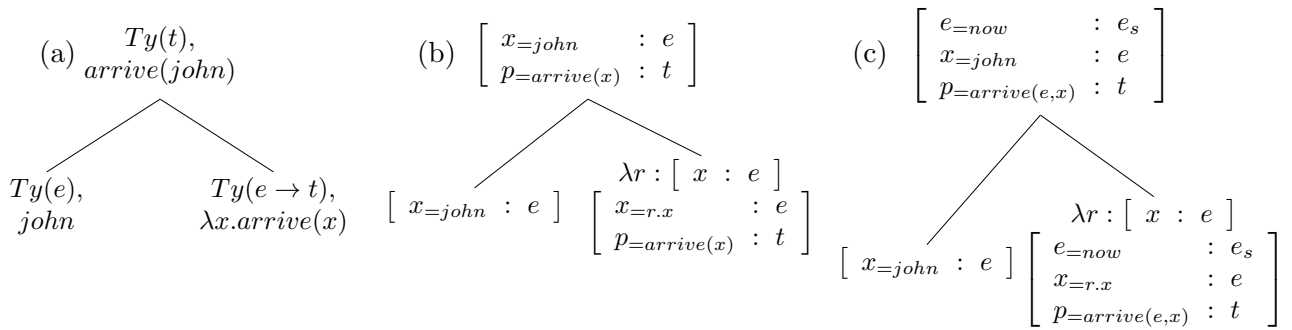 (a) Ty(t),
arrive(john)
Ty(e),
john
Ty(e → t),
λx.arrive(x)
(b) [ x=john : e
p=arrive(x) : t ]
[ x=john : e ]
λr : [ x : e ]
[ x=r.x : e
p=arrive(x) : t ]
(c) [ e=now : es
x=john : e
p=arrive(e,x) : t ]
[ x=john : e ]
λr : [ x : e ]
[ e=now : es
x=r.x : e
p=arrive(e,x) : t ]